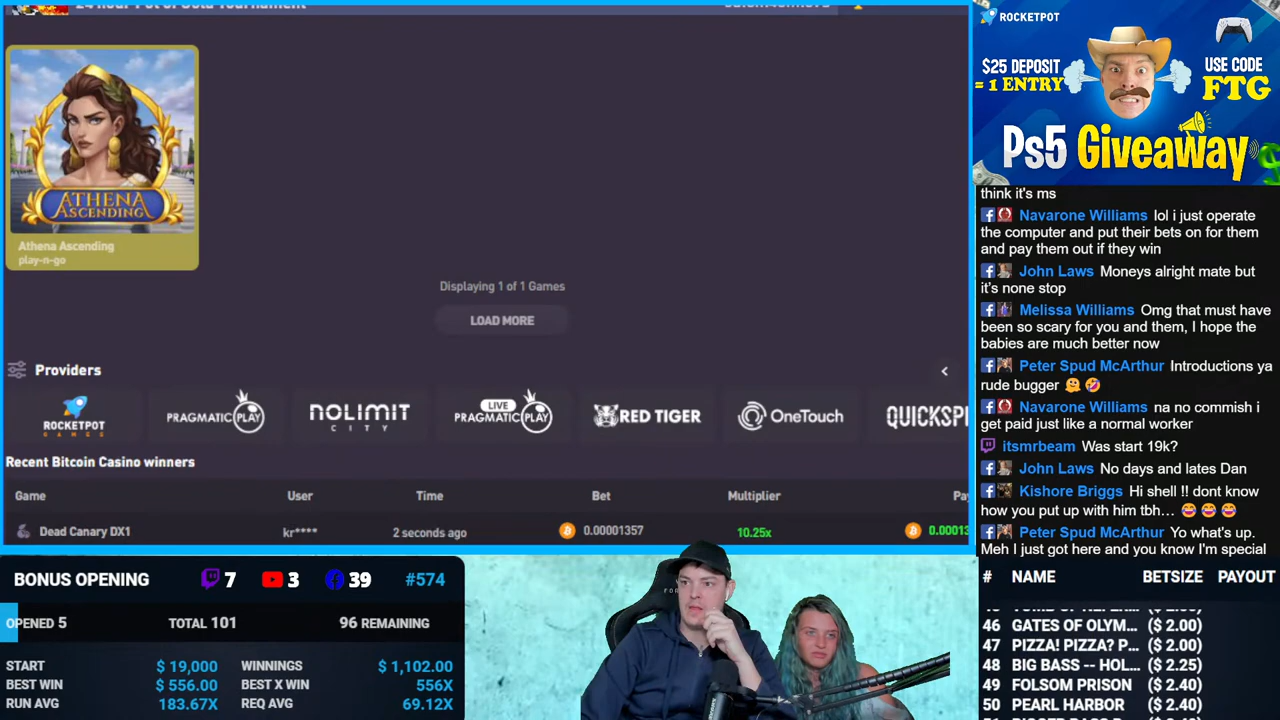 24 hour Pot of Gold Tournament
ATHENA
ASCENDING
Athena Ascending
play-n-go
Displaying 1 of 1 Games
LOAD MORE
Providers
ROCKETPOT
GAMES
PRAGMATIC PLAY
NOLIMIT
CITY
LIVE
PRAGMATIC PLAY
RED TIGER
OneTouch
QUICKSPI
Recent Bitcoin Casino winners
Game User Time Bet Multiplier Pa
Dead Canary DX1 kr**** 2 seconds ago 0.00001357 10.25x 0.00013
ROCKETPOT
$25 DEPOSIT
= 1 ENTRY
USE CODE
FTG
Ps5 Giveaway
think it's ms
Navarone Williams lol i just operate
the computer and put their bets on for them
and pay them out if they win
John Laws Moneys alright mate but
it's none stop
Melissa Williams Omg that must have
been so scary for you and them, I hope the
babies are much better now
Peter Spud McArthur Introductions ya
rude bugger 🫠 🤣
Navarone Williams na no commish i
get paid just like a normal worker
itsmrbeam Was start 19k?
John Laws No days and lates Dan
Kishore Briggs Hi shell !! dont know
how you put up with him tbh… 😂 😂 😂
Peter Spud McArthur Yo what's up.
Meh I just got here and you know I'm special
BONUS OPENING 7 3 39 #574
OPENED 5 TOTAL 101 96 REMAINING
START $ 19,000 WINNINGS $ 1,102.00
BEST WIN $ 556.00 BEST X WIN 556X
RUN AVG 183.67X REQ AVG 69.12X
# NAME BETSIZE PAYOUT
46 GATES OF OLYM... ($ 2.00)
47 PIZZA! PIZZA? P... ($ 2.00)
48 BIG BASS -- HOL... ($ 2.25)
49 FOLSOM PRISON ($ 2.40)
50 PEARL HARBOR ($ 2.40)